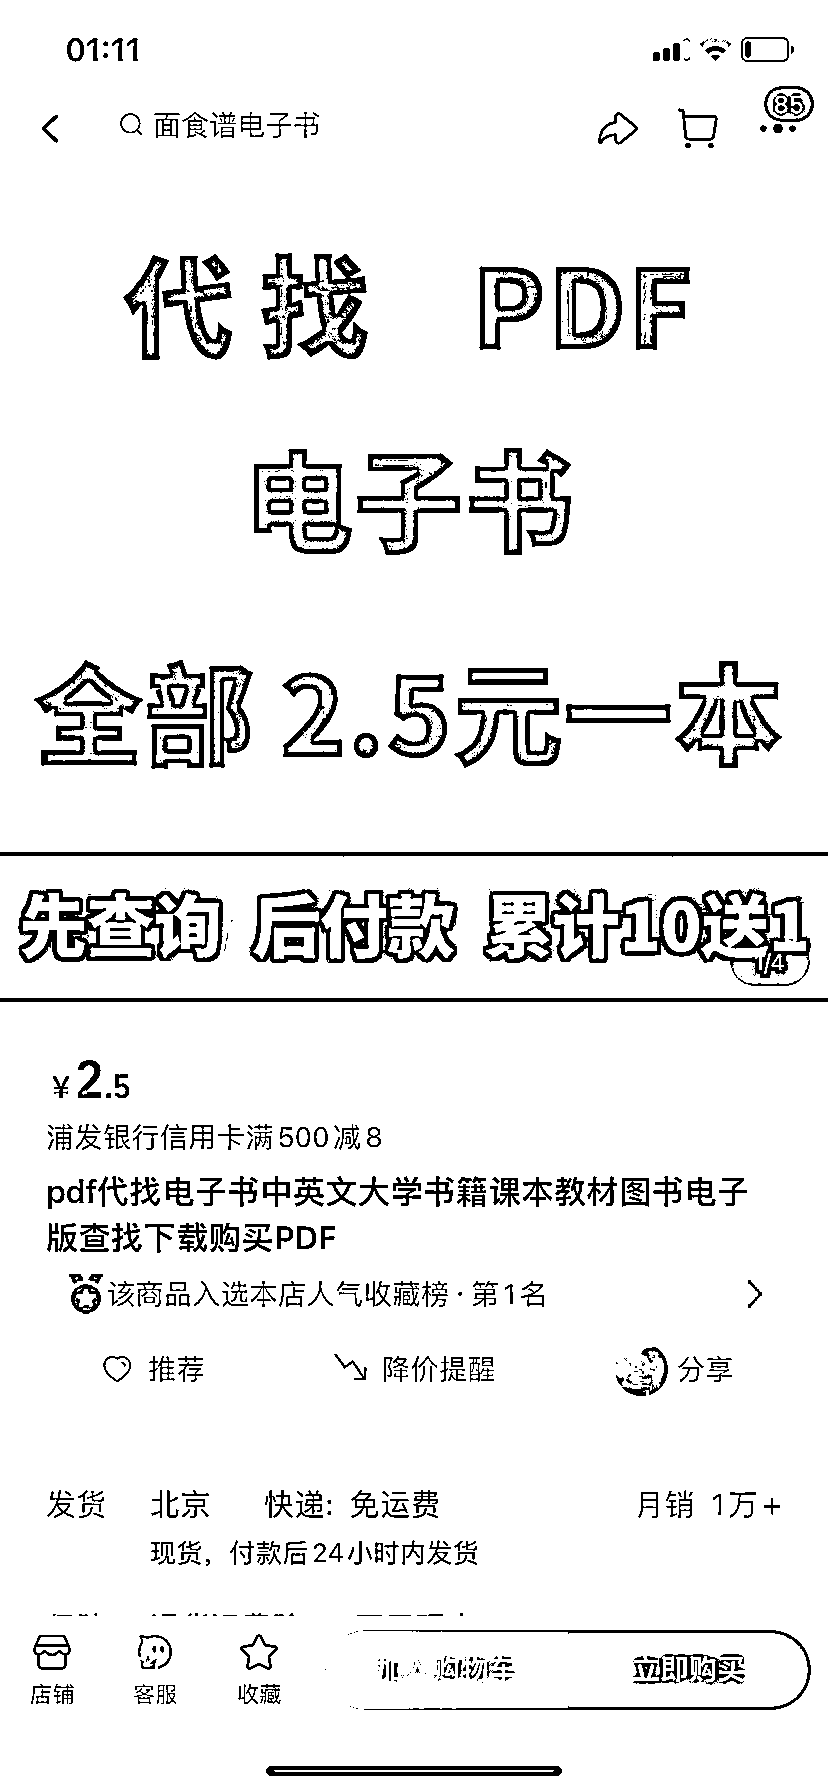 01:11
85
面食谱电子书
代找 PDF
电子书
全部 2.5元一本
先查询 后付款 累计10送1
1/4
¥2.5
浦发银行信用卡满500减8
pdf代找电子书中英文大学书籍课本教材图书电子
版查找下载购买PDF
该商品入选本店人气收藏榜·第1名
推荐 降价提醒 分享
发货 北京 快递: 免运费 月销 1万+
现货，付款后24小时内发货
店铺 客服 收藏 加入购物车 立即购买